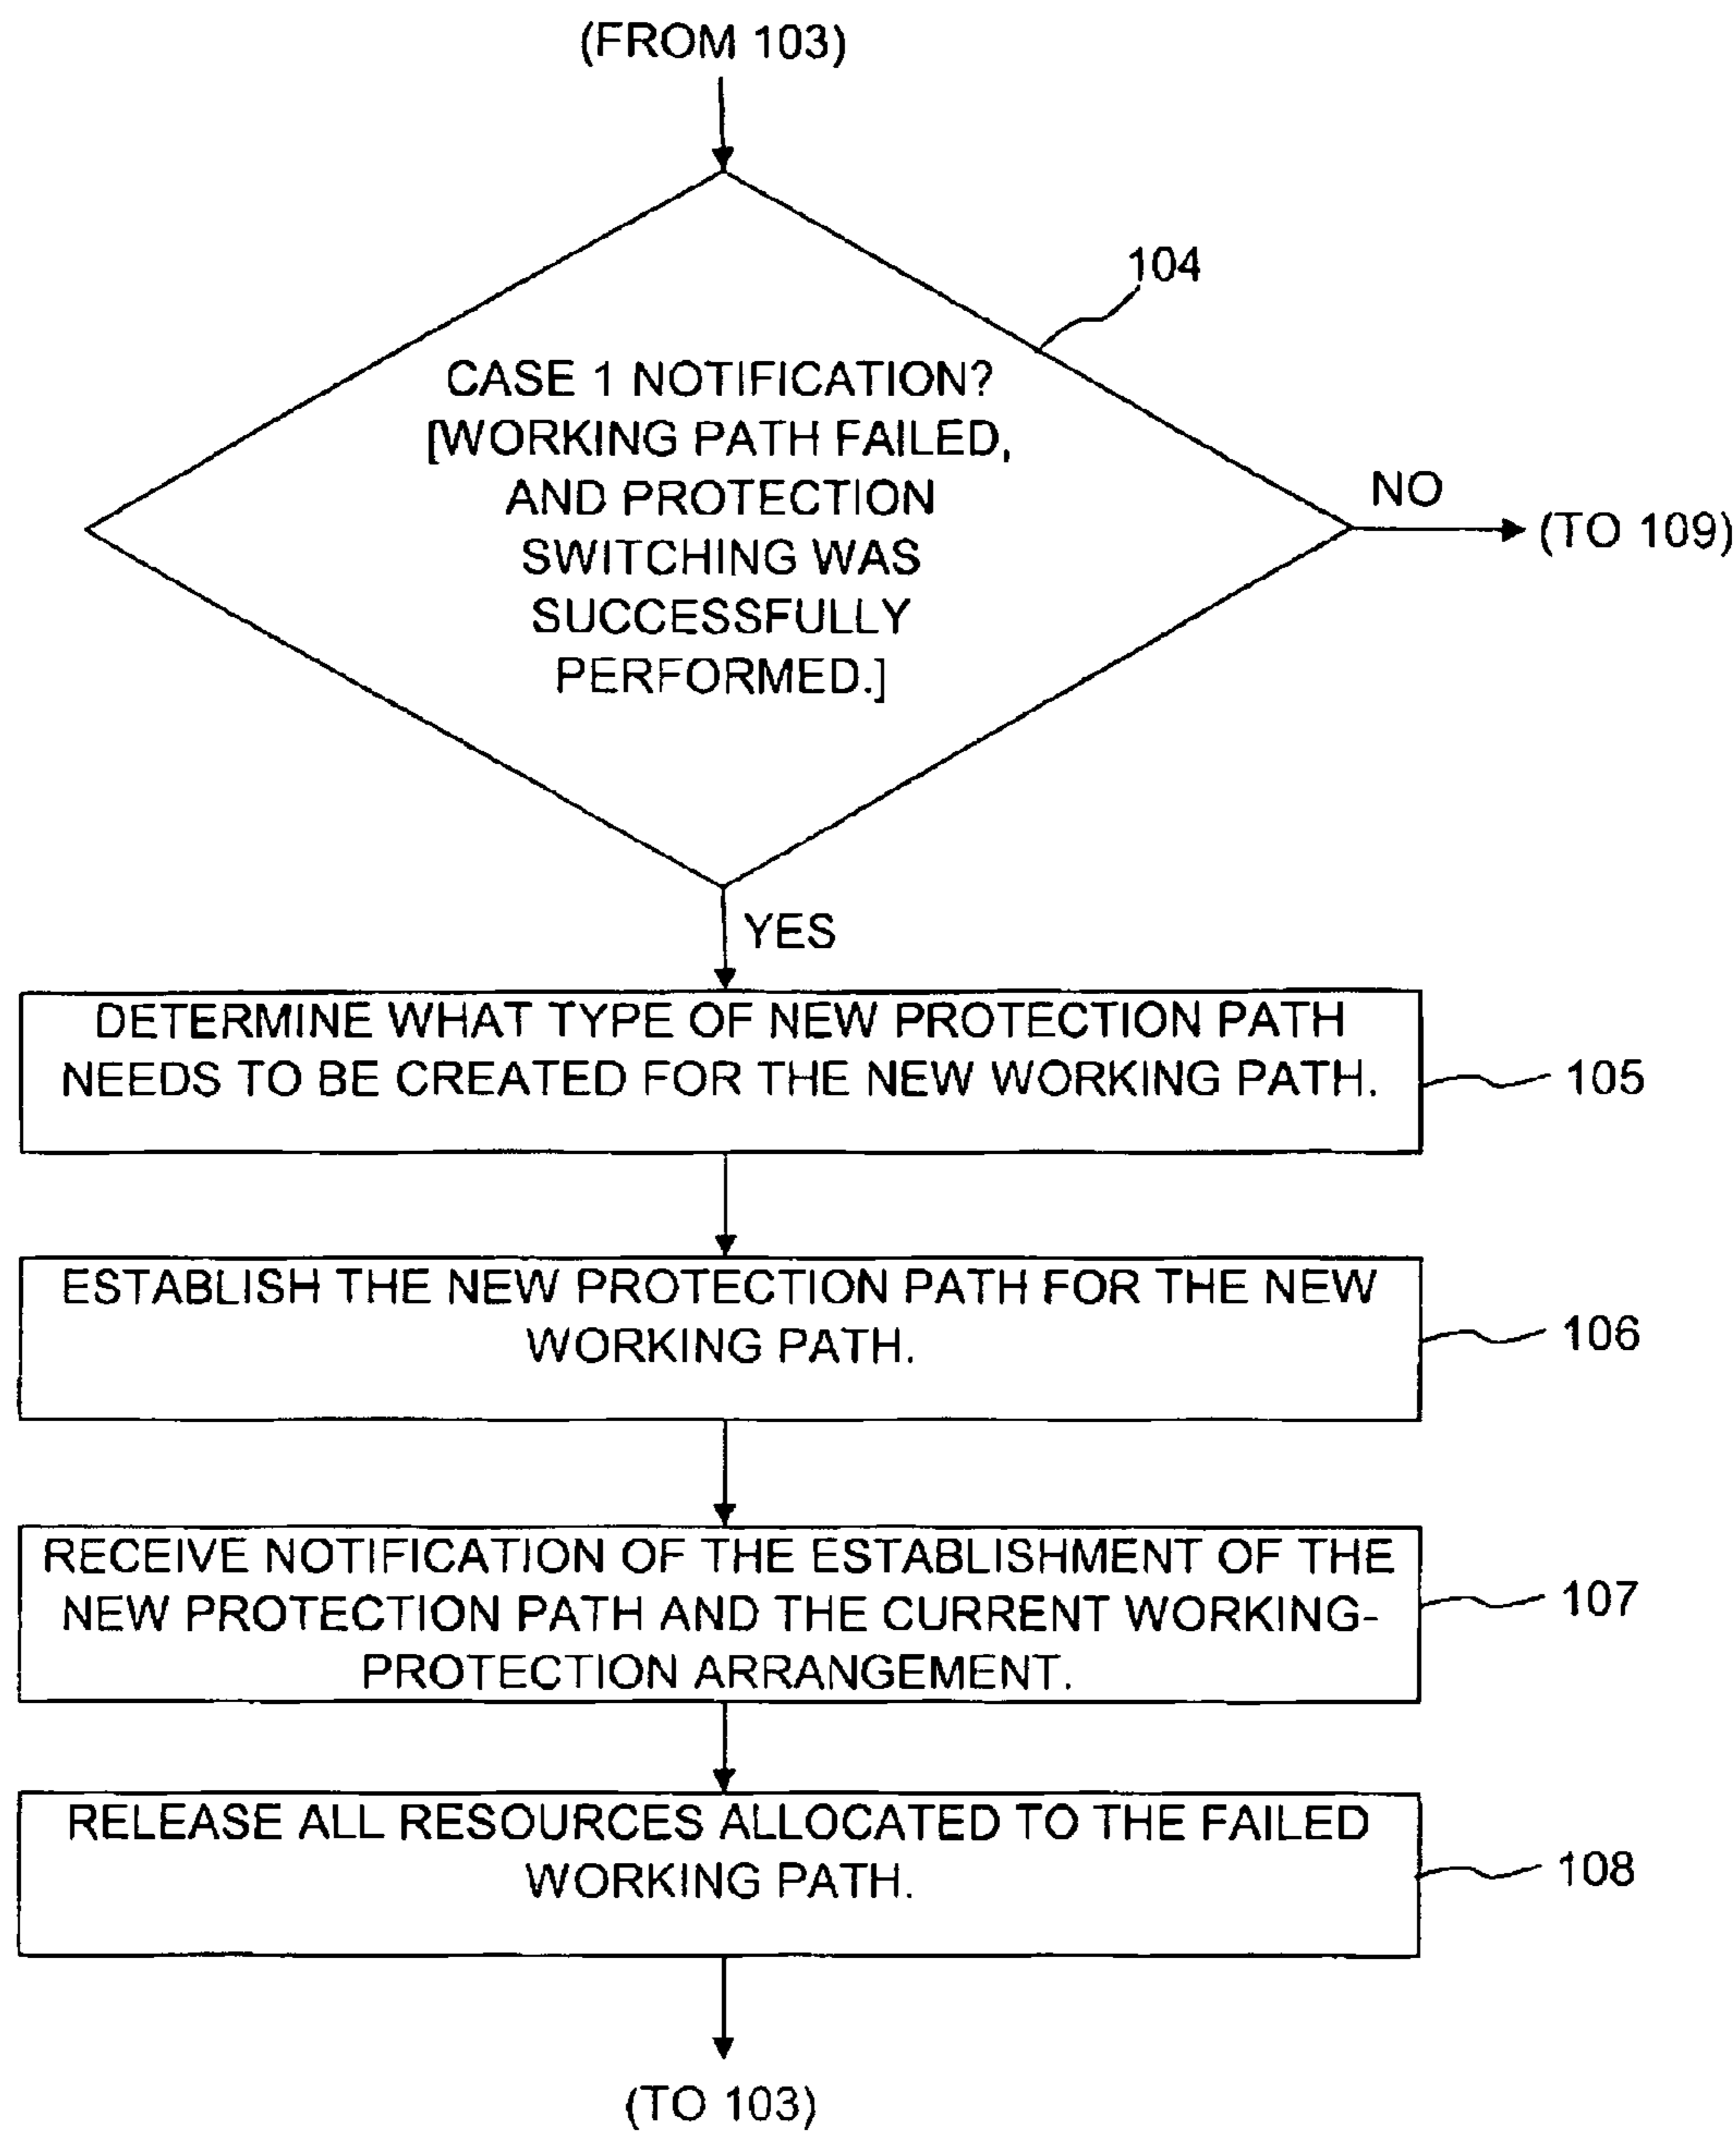 (FROM 103)
104
CASE 1 NOTIFICATION?
[WORKING PATH FAILED,
AND PROTECTION
SWITCHING WAS
SUCCESSFULLY
PERFORMED.]
NO
(TO 109)
YES
DETERMINE WHAT TYPE OF NEW PROTECTION PATH
NEEDS TO BE CREATED FOR THE NEW WORKING PATH.
105
ESTABLISH THE NEW PROTECTION PATH FOR THE NEW
WORKING PATH.
106
RECEIVE NOTIFICATION OF THE ESTABLISHMENT OF THE
NEW PROTECTION PATH AND THE CURRENT WORKING-
PROTECTION ARRANGEMENT.
107
RELEASE ALL RESOURCES ALLOCATED TO THE FAILED
WORKING PATH.
108
(TO 103)